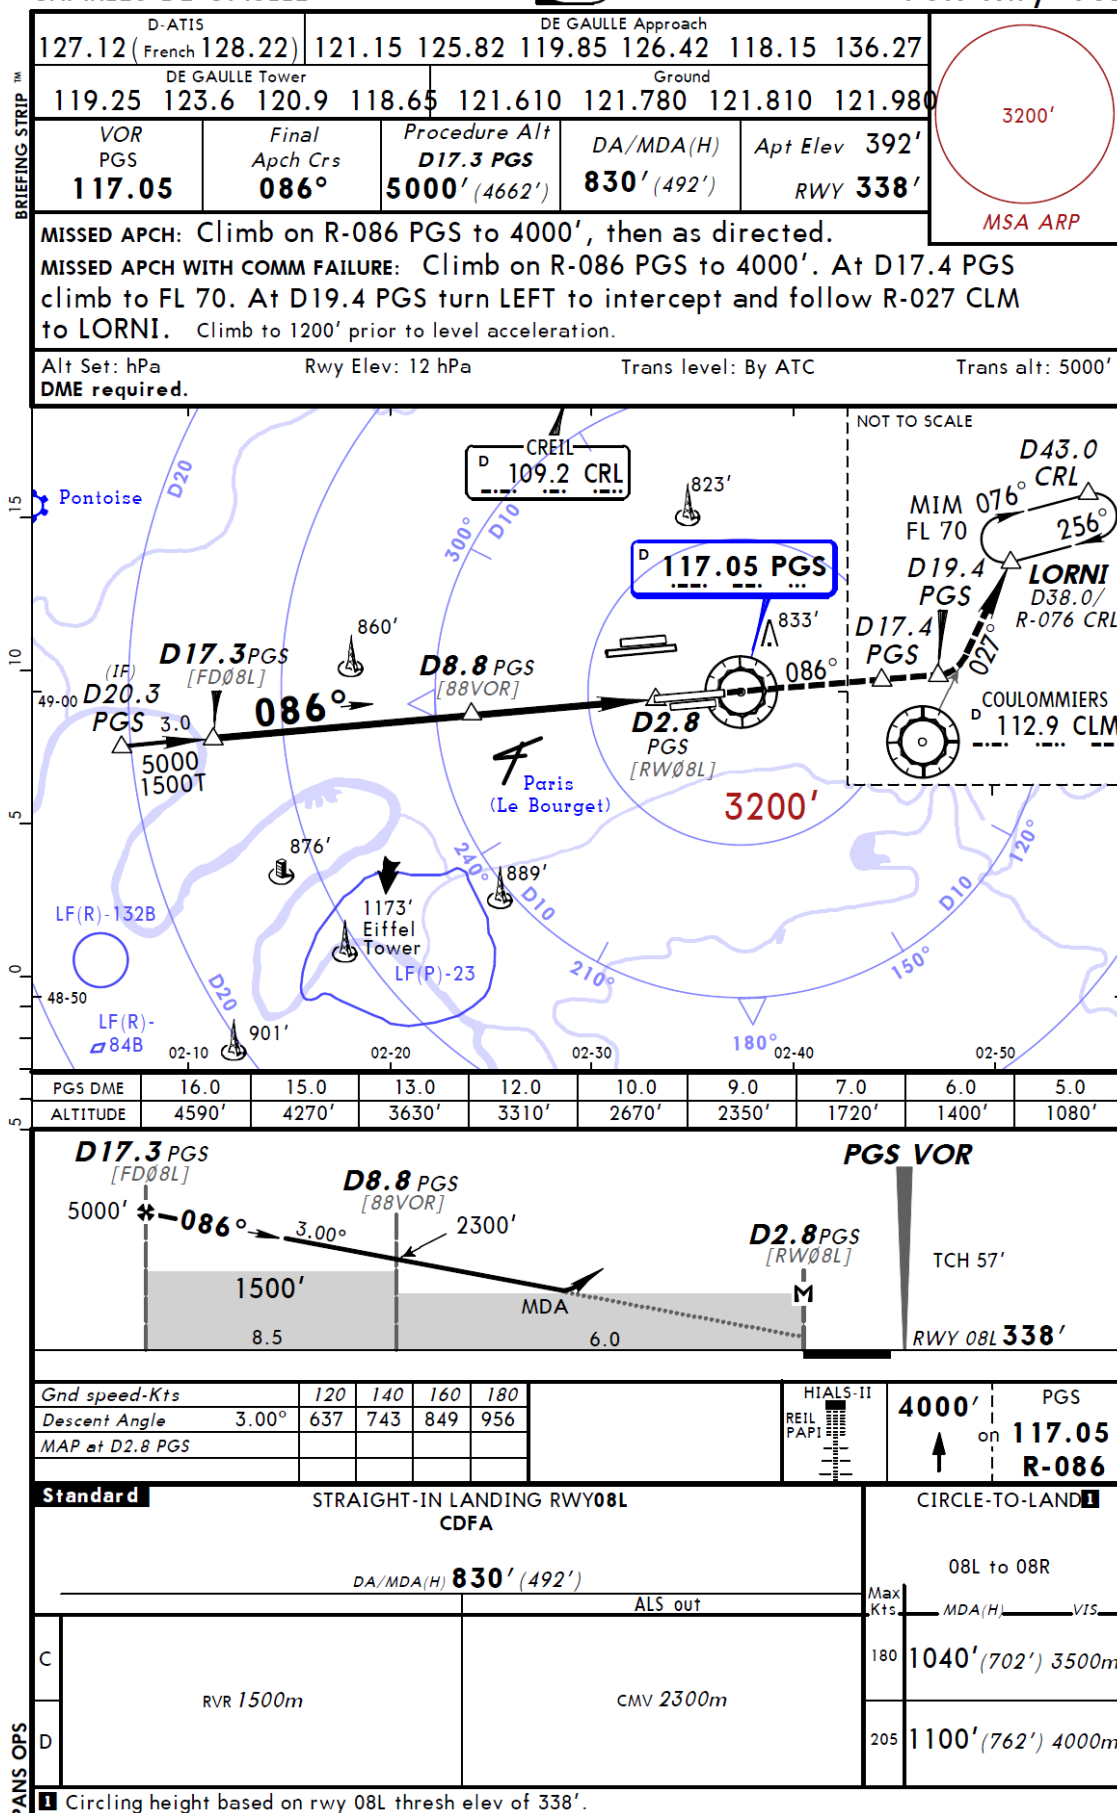 D-ATIS
127.12 (French 128.22)
DE GAULLE Approach
121.15 125.82 119.85 126.42 118.15 136.27
DE GAULLE Tower
119.25 123.6 120.9 118.65
Ground
121.610 121.780 121.810 121.980
BRIEFING STRIP ™
VOR
PGS
117.05
Final
Apch Crs
086°
Procedure Alt
D17.3 PGS
5000' (4662')
DA/MDA(H)
830' (492')
Apt Elev 392'
RWY 338'
3200'
MSA ARP
MISSED APCH: Climb on R-086 PGS to 4000', then as directed.
MISSED APCH WITH COMM FAILURE: Climb on R-086 PGS to 4000'. At D17.4 PGS
climb to FL 70. At D19.4 PGS turn LEFT to intercept and follow R-027 CLM
to LORNI. Climb to 1200' prior to level acceleration.
Alt Set: hPa Rwy Elev: 12 hPa Trans level: By ATC Trans alt: 5000'
DME required.
NOT TO SCALE
D43.0
CRL
MIM
FL 70
076°
256°
D19.4
PGS
LORNI
D38.0/
R-076 CRL
D17.4
PGS
027°
086°
COULOMMIERS
D 112.9 CLM
CREIL
D 109.2 CRL
D20
300°
D10
Pontoise
823'
D 117.05 PGS
833'
860'
D17.3 PGS
[FDØ8L]
D8.8 PGS
[88VOR]
(IF)
D20.3
PGS
3.0
5000
1500T
086°
D2.8
PGS
[RWØ8L]
Paris
(Le Bourget)
3200'
876'
240°
889'
D10
1173'
Eiffel
Tower
LF(P)-23
LF(R)-132B
D20
LF(R)-
84B
901'
210°
180°
150°
D10
120°
15
10
5
0
5
49-00
48-50
02-10
02-20
02-30
02-40
02-50
PGS DME 16.0 15.0 13.0 12.0 10.0 9.0 7.0 6.0 5.0
ALTITUDE 4590' 4270' 3630' 3310' 2670' 2350' 1720' 1400' 1080'
D17.3 PGS
[FDØ8L]
5000'
086°
3.00°
D8.8 PGS
[88VOR]
2300'
D2.8 PGS
[RWØ8L]
PGS VOR
TCH 57'
1500'
MDA
M
8.5
6.0
RWY 08L 338'
Gnd speed-Kts 120 140 160 180
Descent Angle 3.00° 637 743 849 956
MAP at D2.8 PGS
HIALS-II
REIL
PAPI
4000'
on
PGS
117.05
R-086
Standard
STRAIGHT-IN LANDING RWY08L
CDFA
DA/MDA(H) 830' (492')
ALS out
CIRCLE-TO-LAND 1
08L to 08R
Max
Kts
MDA(H) VIS
C
D
RVR 1500m
CMV 2300m
180 1040' (702') 3500m
205 1100' (762') 4000m
PANS OPS
1 Circling height based on rwy 08L thresh elev of 338'.